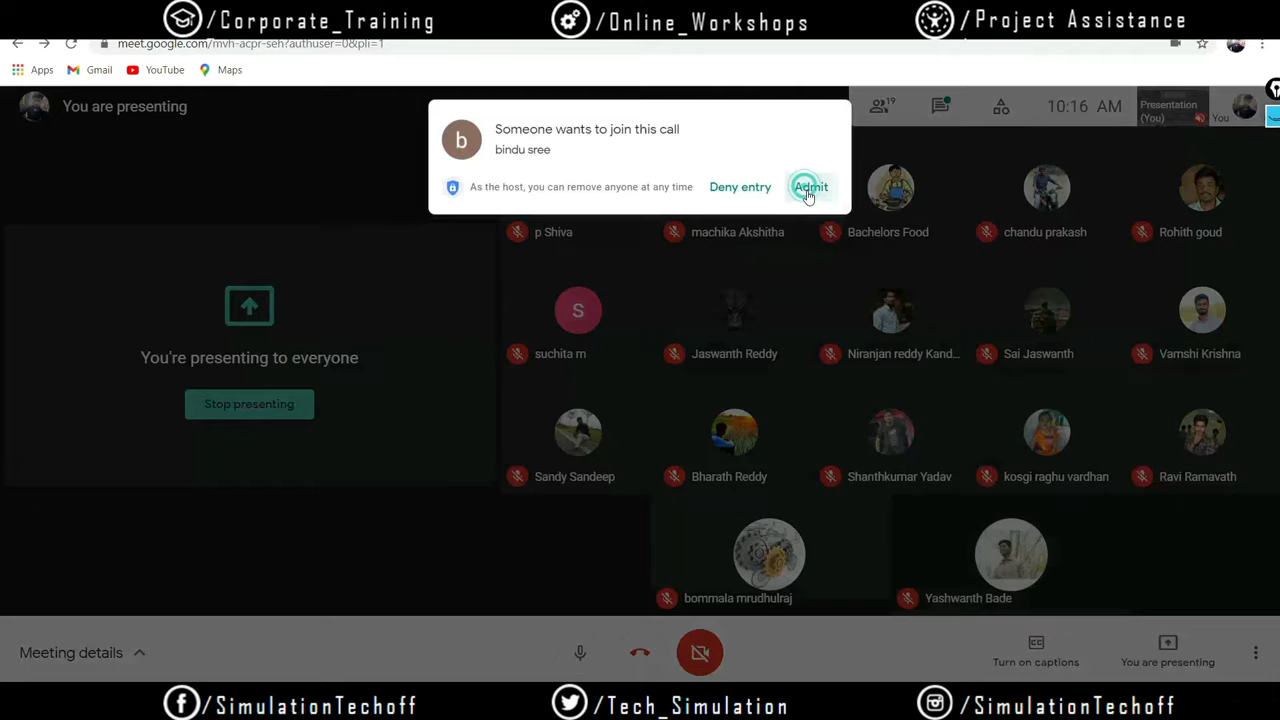 /Corporate_Training
/Online_Workshops
/Project Assistance
meet.google.com/mvh-acpr-seh?authuser=0&pli=1
Apps
Gmail
YouTube
Maps
You are presenting
19
10:16 AM
Presentation
(You)
You
b
Someone wants to join this call
bindu sree
As the host, you can remove anyone at any time
Deny entry
Admit
p Shiva
machika Akshitha
Bachelors Food
chandu prakash
Rohith goud
You're presenting to everyone
Stop presenting
S
suchita m
Jaswanth Reddy
Niranjan reddy Kand...
Sai Jaswanth
Vamshi Krishna
Sandy Sandeep
Bharath Reddy
Shanthkumar Yadav
kosgi raghu vardhan
Ravi Ramavath
bommala mrudhulraj
Yashwanth Bade
Meeting details
CC
Turn on captions
You are presenting
/SimulationTechoff
/Tech_Simulation
/SimulationTechoff